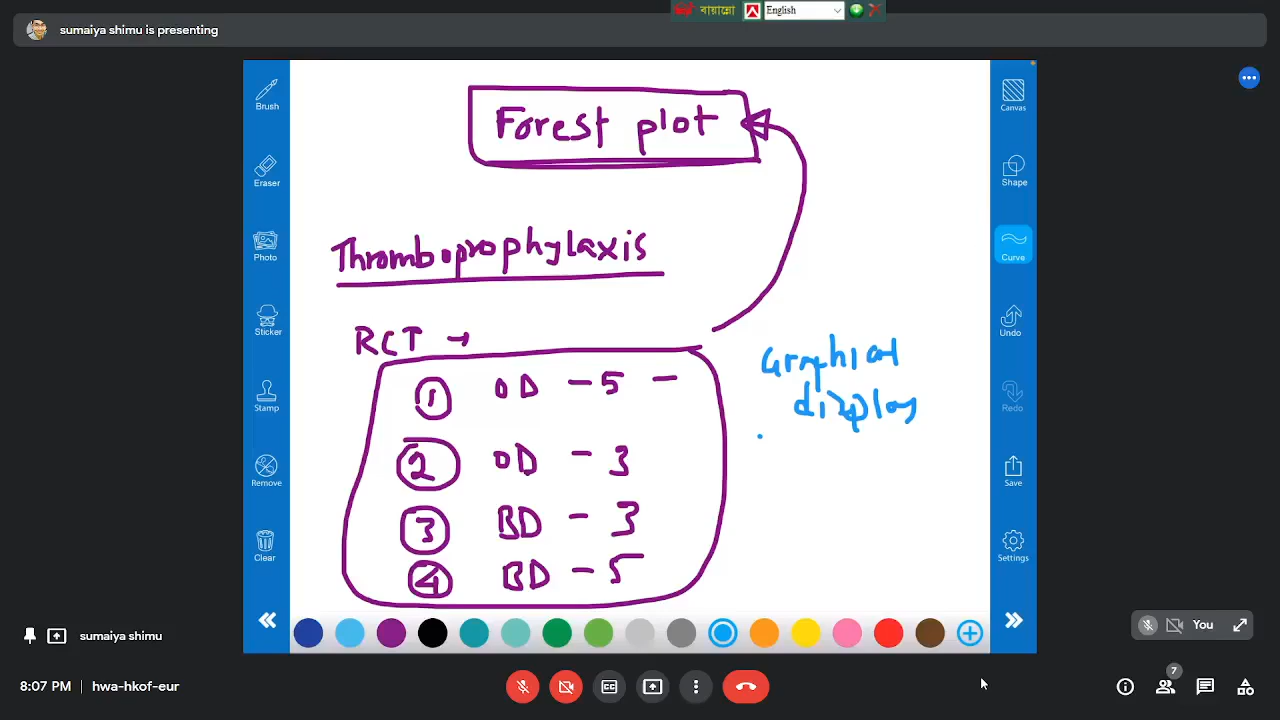 বায়ান্নো English
sumaiya shimu is presenting
Brush
Eraser
Photo
Sticker
Stamp
Remove
Clear
Canvas
Shape
Curve
Undo
Redo
Save
Settings
Forest plot
Thromboprophylaxis
RCT →
1 OD - 5 -
2 OD - 3
3 BD - 3
4 BD - 5
Graphical
display
sumaiya shimu
You
8:07 PM | hwa-hkof-eur
7